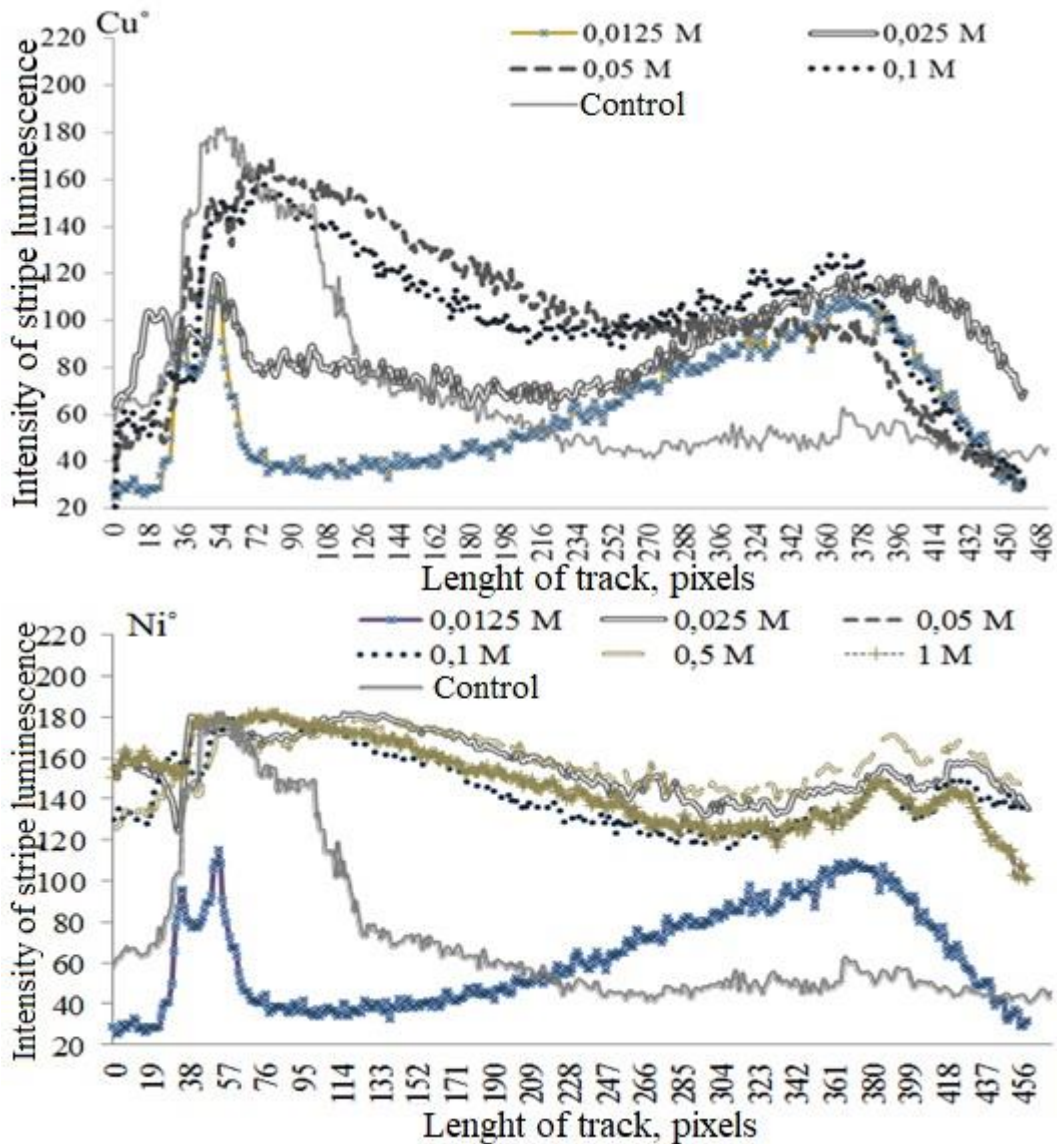 Cu°
0,0125 M 0,025 M
0,05 M 0,1 M
Control
Intensity of stripe luminescence
220
200
180
160
140
120
100
80
60
40
20
0 18 36 54 72 90 108 126 144 162 180 198 216 234 252 270 288 306 324 342 360 378 396 414 432 450 468
Lenght of track, pixels
Ni°
0,0125 M 0,025 M 0,05 M
0,1 M 0,5 M 1 M
Control
Intensity of stripe luminescence
220
200
180
160
140
120
100
80
60
40
20
0 19 38 57 76 95 114 133 152 171 190 209 228 247 266 285 304 323 342 361 380 399 418 437 456
Lenght of track, pixels